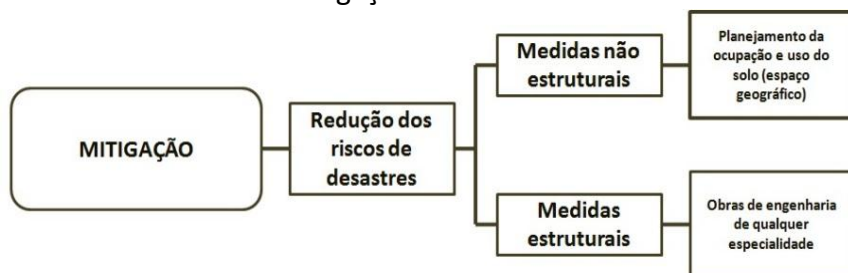 MITIGAÇÃO
Redução dos
riscos de
desastres
Medidas não
estruturais
Planejamento da
ocupação e uso do
solo (espaço
geográfico)
Medidas
estruturais
Obras de engenharia
de qualquer
especialidade